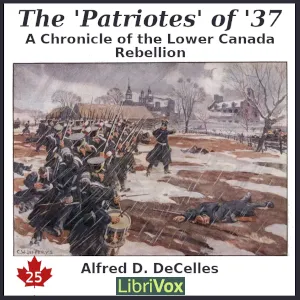 The 'Patriotes' of '37
A Chronicle of the Lower Canada
Rebellion
25
Alfred D. DeCelles
LibriVox